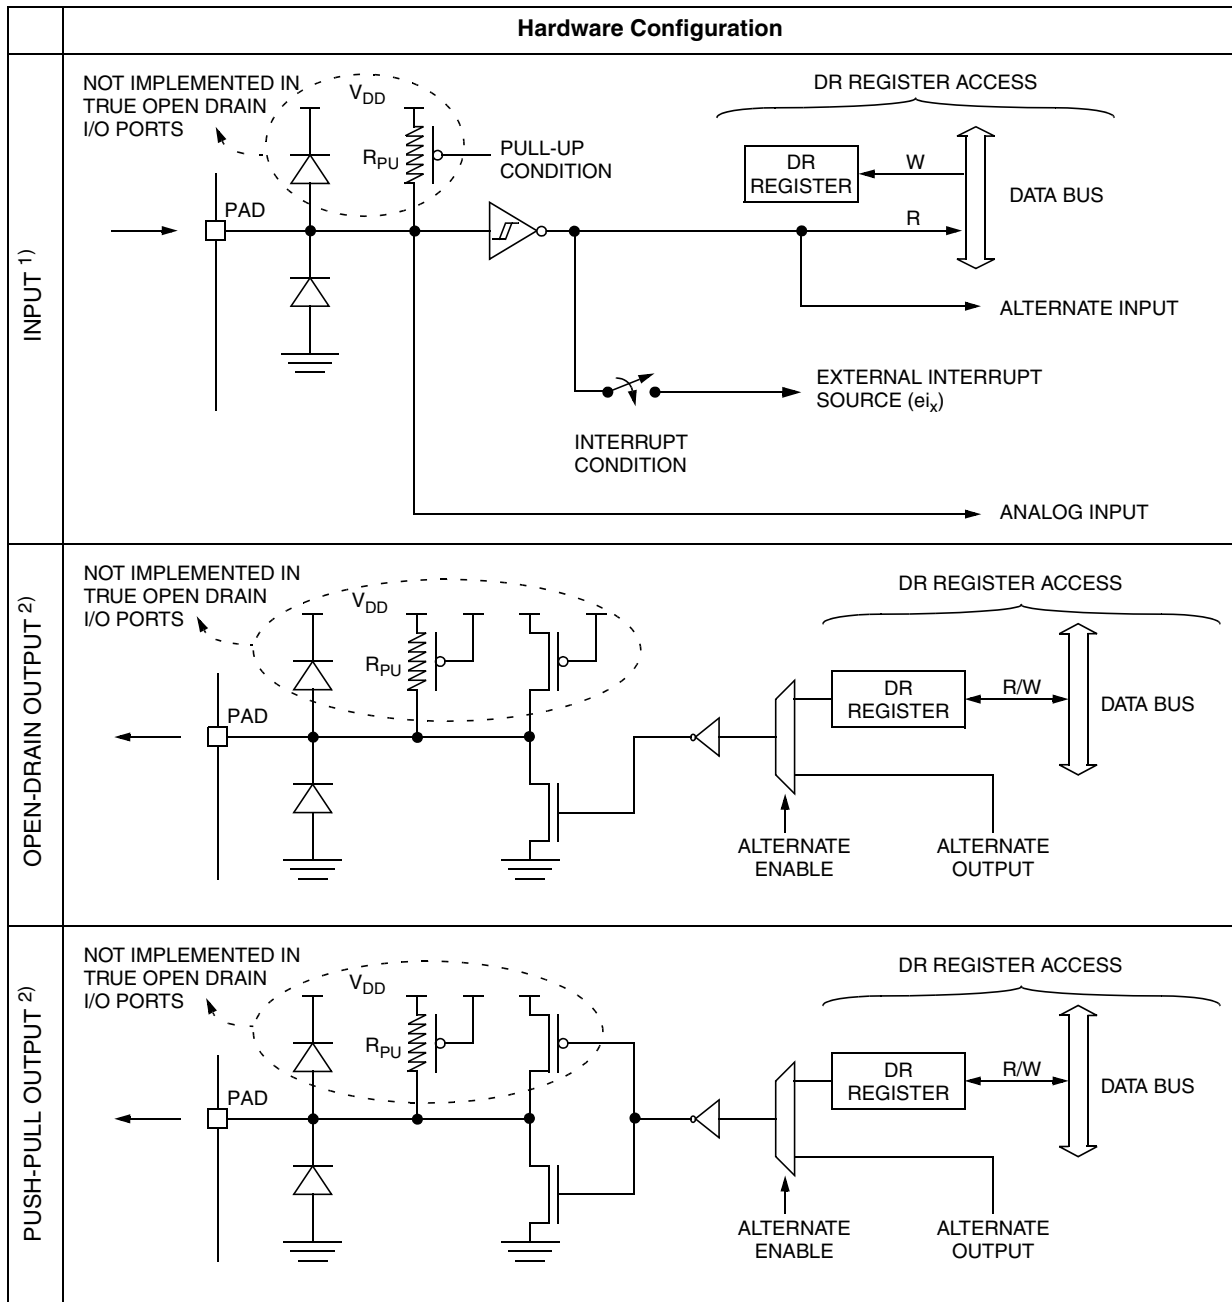 Hardware Configuration
INPUT 1)
NOT IMPLEMENTED IN
TRUE OPEN DRAIN
I/O PORTS
VDD
RPU
PULL-UP
CONDITION
PAD
DR REGISTER ACCESS
DR
REGISTER
W
R
DATA BUS
ALTERNATE INPUT
EXTERNAL INTERRUPT
SOURCE (eix)
INTERRUPT
CONDITION
ANALOG INPUT
OPEN-DRAIN OUTPUT 2)
NOT IMPLEMENTED IN
TRUE OPEN DRAIN
I/O PORTS
VDD
RPU
PAD
DR REGISTER ACCESS
DR
REGISTER
R/W
DATA BUS
ALTERNATE
ENABLE
ALTERNATE
OUTPUT
PUSH-PULL OUTPUT 2)
NOT IMPLEMENTED IN
TRUE OPEN DRAIN
I/O PORTS
VDD
RPU
PAD
DR REGISTER ACCESS
DR
REGISTER
R/W
DATA BUS
ALTERNATE
ENABLE
ALTERNATE
OUTPUT